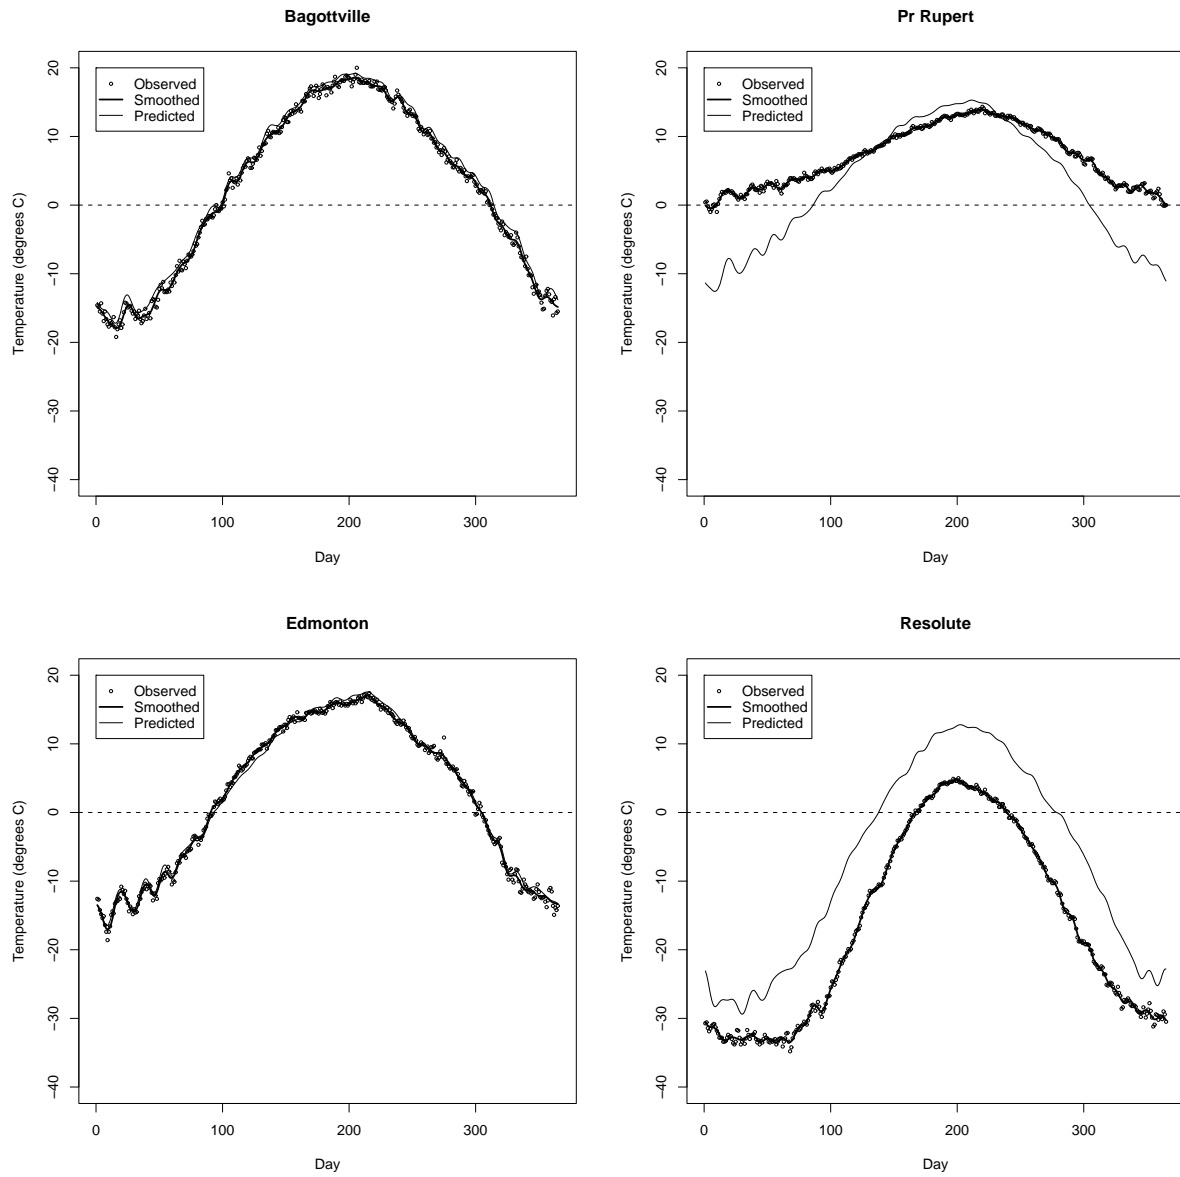 Bagottville
Observed
Smoothed
Predicted
20
10
0
−10
−20
−30
−40
Temperature (degrees C)
0 100 200 300
Day
Pr Rupert
Observed
Smoothed
Predicted
20
10
0
−10
−20
−30
−40
Temperature (degrees C)
0 100 200 300
Day
Edmonton
Observed
Smoothed
Predicted
20
10
0
−10
−20
−30
−40
Temperature (degrees C)
0 100 200 300
Day
Resolute
Observed
Smoothed
Predicted
20
10
0
−10
−20
−30
−40
Temperature (degrees C)
0 100 200 300
Day